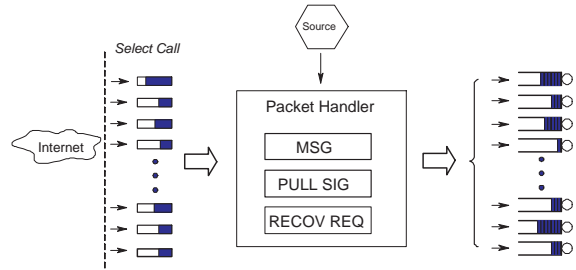 Source
Select Call
Packet Handler
Internet
MSG
PULL SIG
RECOV REQ